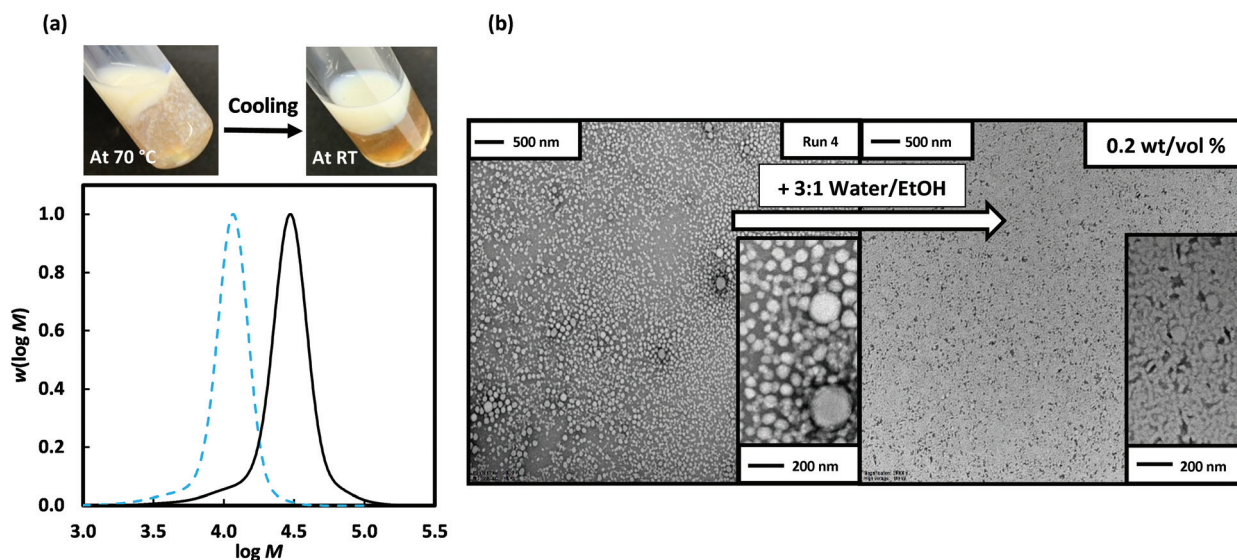 (a)
Cooling
At 70 °C
At RT
1.0
0.8
0.6
0.4
0.2
0.0
w(log M)
3.0 3.5 4.0 4.5 5.0 5.5
log M
(b)
500 nm
Run 4
500 nm
0.2 wt/vol %
+ 3:1 Water/EtOH
200 nm
200 nm